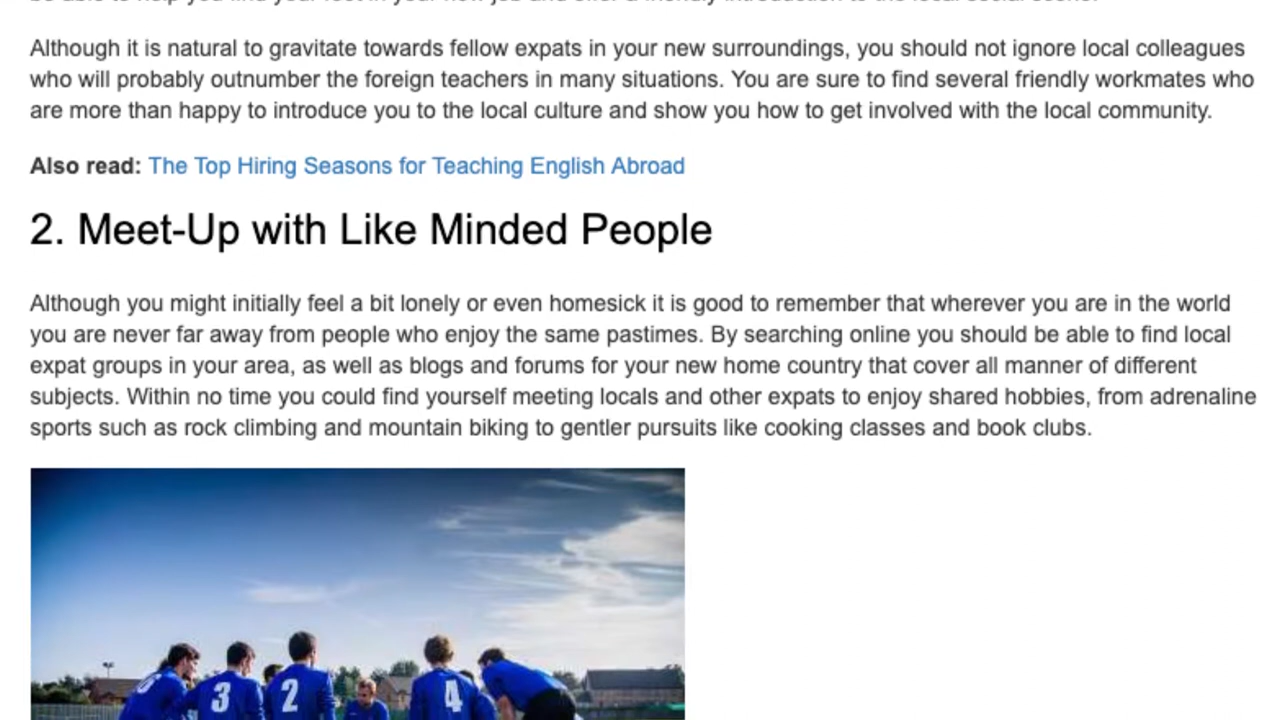 Although it is natural to gravitate towards fellow expats in your new surroundings, you should not ignore local colleagues
who will probably outnumber the foreign teachers in many situations. You are sure to find several friendly workmates who
are more than happy to introduce you to the local culture and show you how to get involved with the local community.
Also read: The Top Hiring Seasons for Teaching English Abroad
2. Meet-Up with Like Minded People
Although you might initially feel a bit lonely or even homesick it is good to remember that wherever you are in the world
you are never far away from people who enjoy the same pastimes. By searching online you should be able to find local
expat groups in your area, as well as blogs and forums for your new home country that cover all manner of different
subjects. Within no time you could find yourself meeting locals and other expats to enjoy shared hobbies, from adrenaline
sports such as rock climbing and mountain biking to gentler pursuits like cooking classes and book clubs.
3 2 4